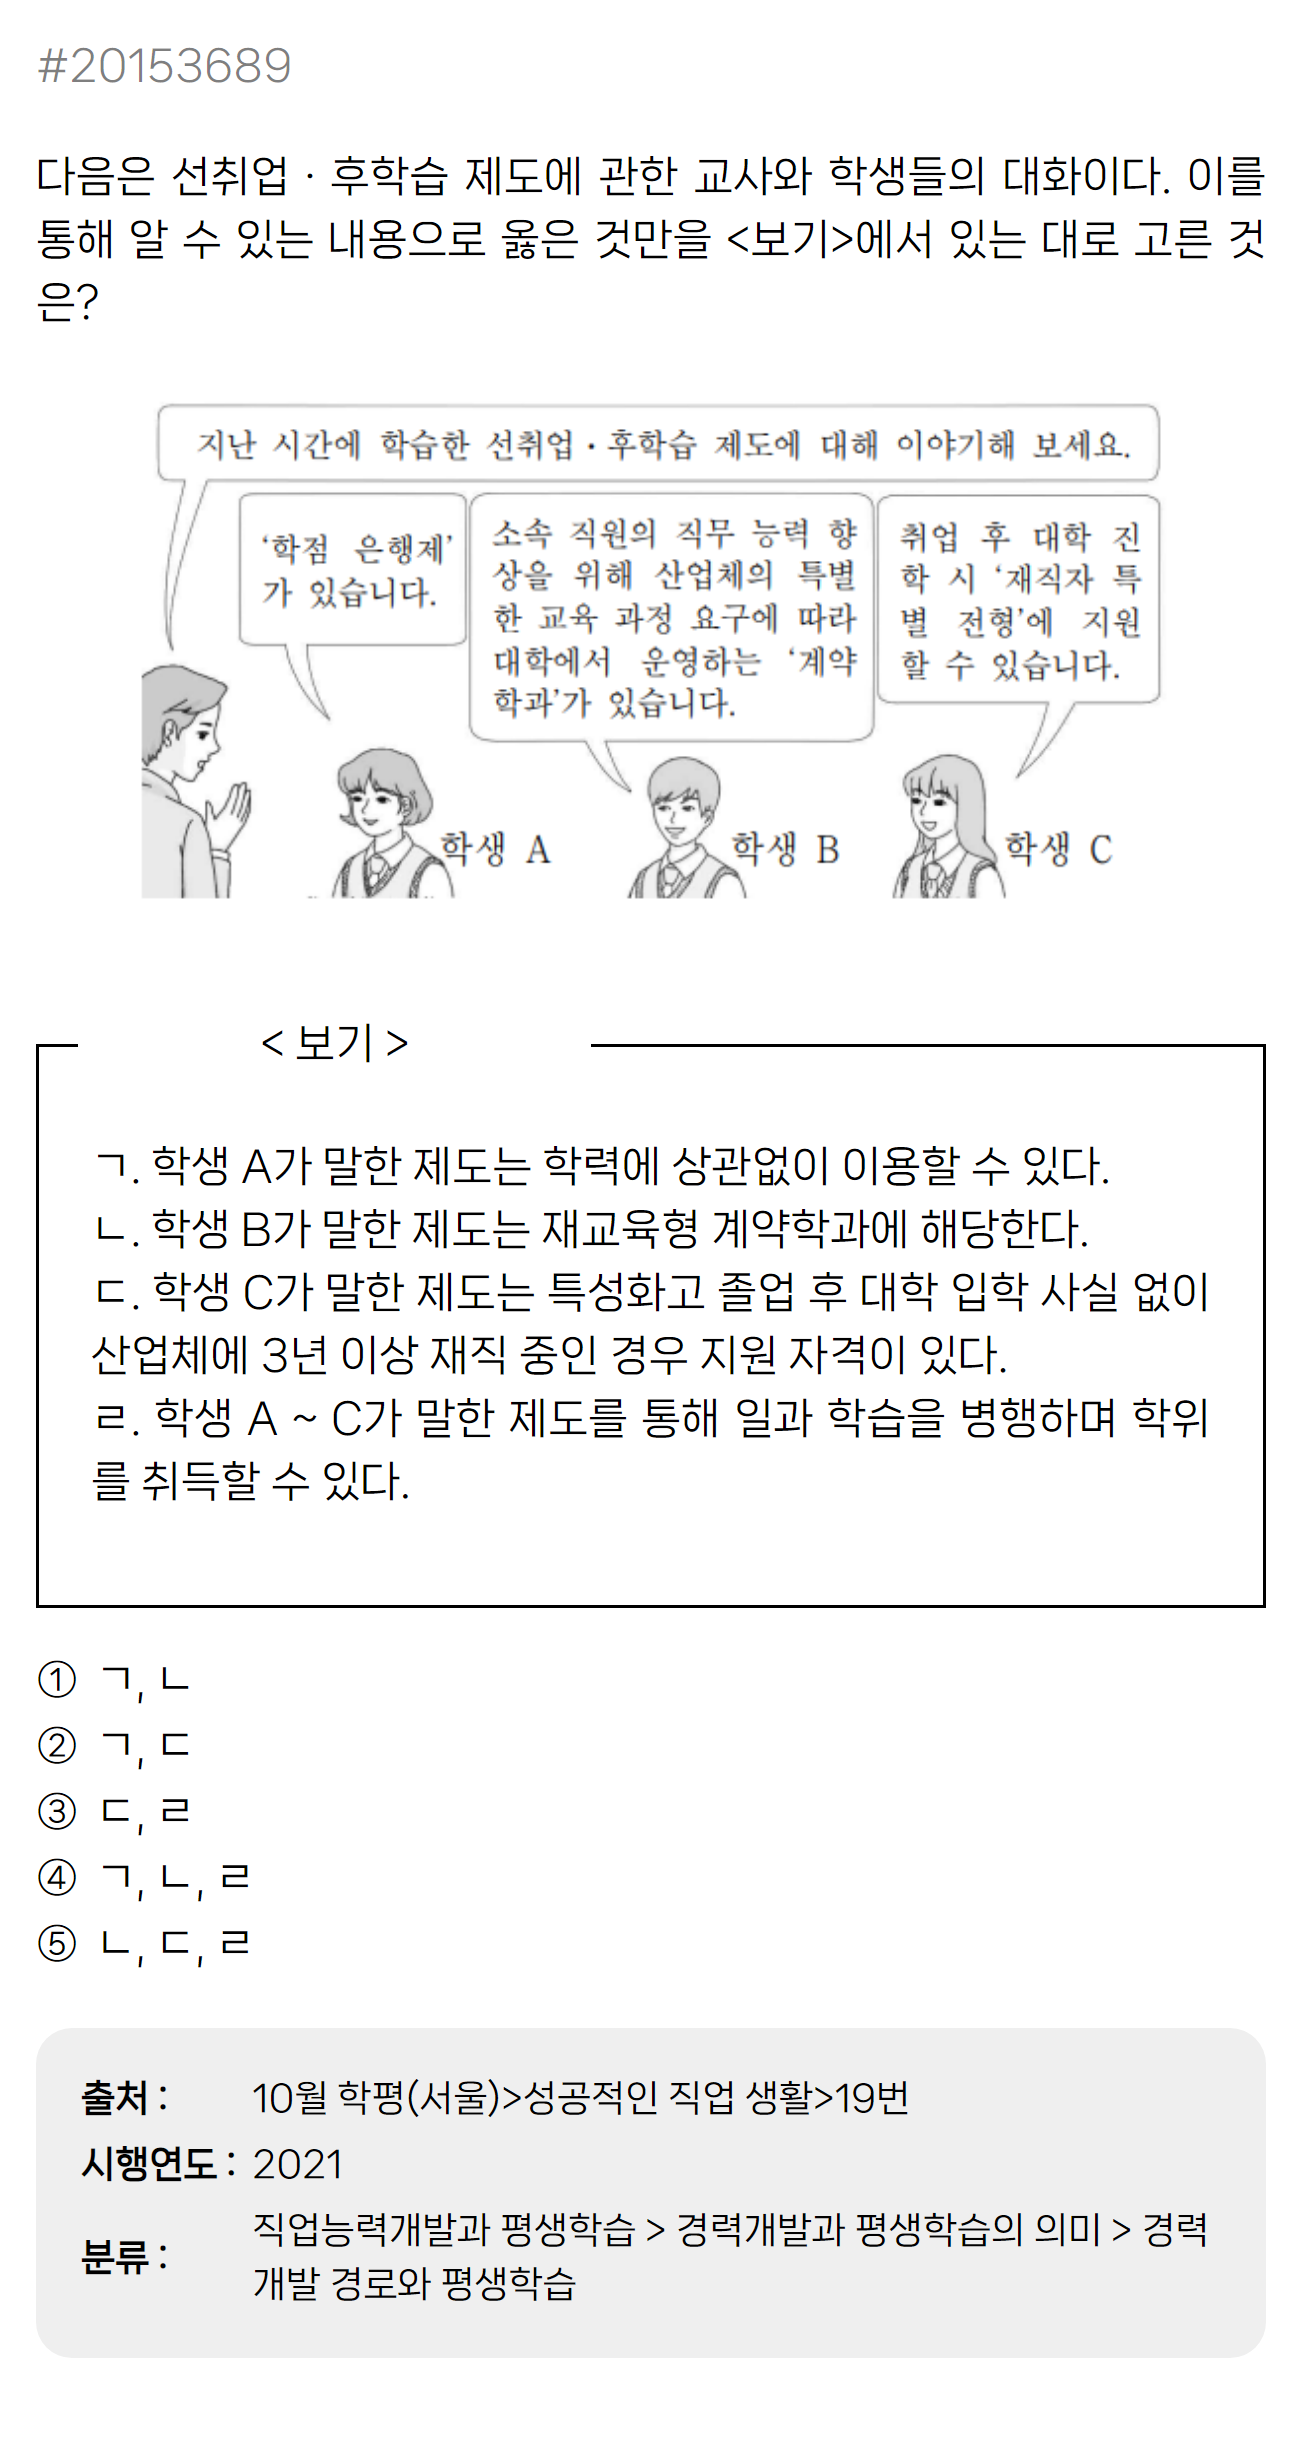 #20153689
다음은 선취업 · 후학습 제도에 관한 교사와 학생들의 대화이다. 이를
통해 알 수 있는 내용으로 옳은 것만을 <보기>에서 있는 대로 고른 것
은?
지난 시간에 학습한 선취업·후학습 제도에 대해 이야기해 보세요.
‘학점 은행제’
가 있습니다.
소속 직원의 직무 능력 향
상을 위해 산업체의 특별
한 교육 과정 요구에 따라
대학에서 운영하는 ‘계약
학과’가 있습니다.
취업 후 대학 진
학 시 ‘재직자 특
별 전형’에 지원
할 수 있습니다.
학생 A
학생 B
학생 C
< 보기 >
ㄱ. 학생 A가 말한 제도는 학력에 상관없이 이용할 수 있다.
ㄴ. 학생 B가 말한 제도는 재교육형 계약학과에 해당한다.
ㄷ. 학생 C가 말한 제도는 특성화고 졸업 후 대학 입학 사실 없이
산업체에 3년 이상 재직 중인 경우 지원 자격이 있다.
ㄹ. 학생 A ~ C가 말한 제도를 통해 일과 학습을 병행하며 학위
를 취득할 수 있다.
① ㄱ, ㄴ
② ㄱ, ㄷ
③ ㄷ, ㄹ
④ ㄱ, ㄴ, ㄹ
⑤ ㄴ, ㄷ, ㄹ
출처 : 10월 학평(서울)>성공적인 직업 생활>19번
시행연도 : 2021
분류 : 직업능력개발과 평생학습 > 경력개발과 평생학습의 의미 > 경력
개발 경로와 평생학습